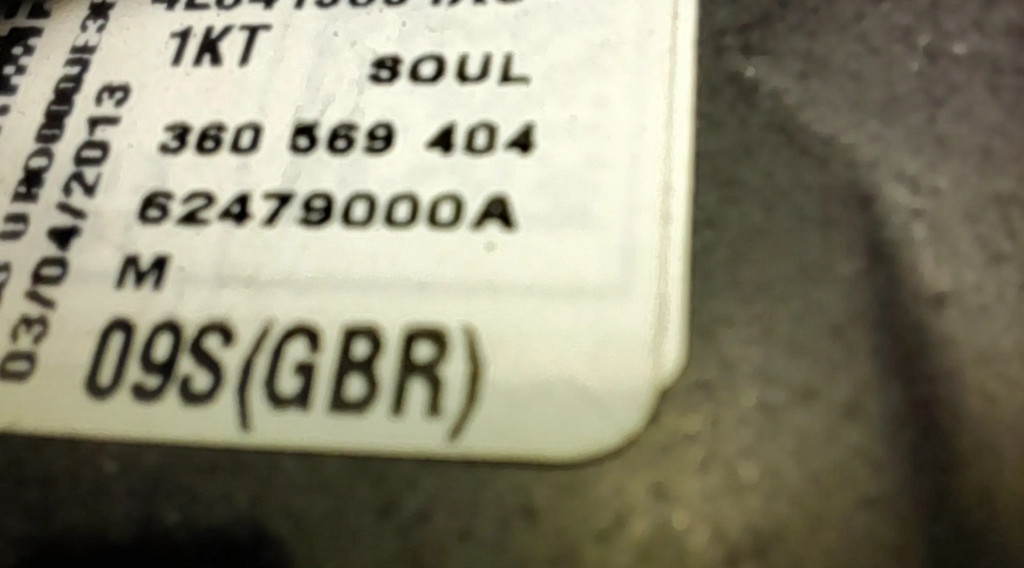 1KT
SOUL
360 569 404
62479000A
M
09S(GBR)
03/04/2013